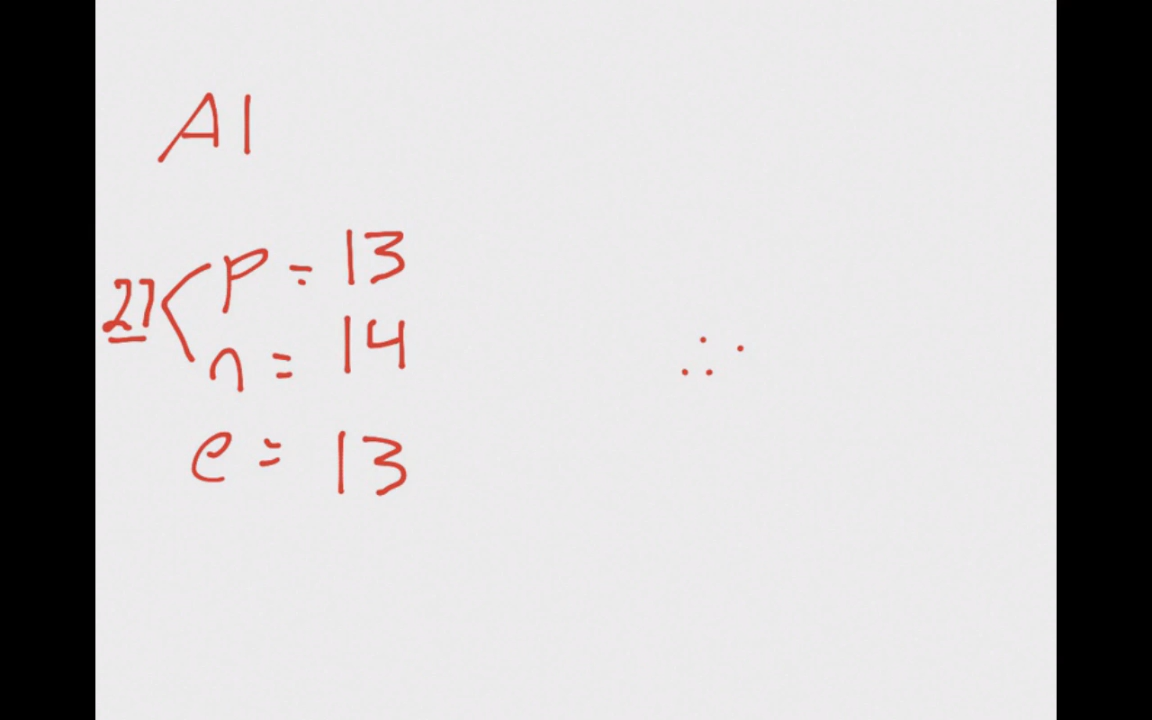 Al
p = 13
27
n = 14
e = 13